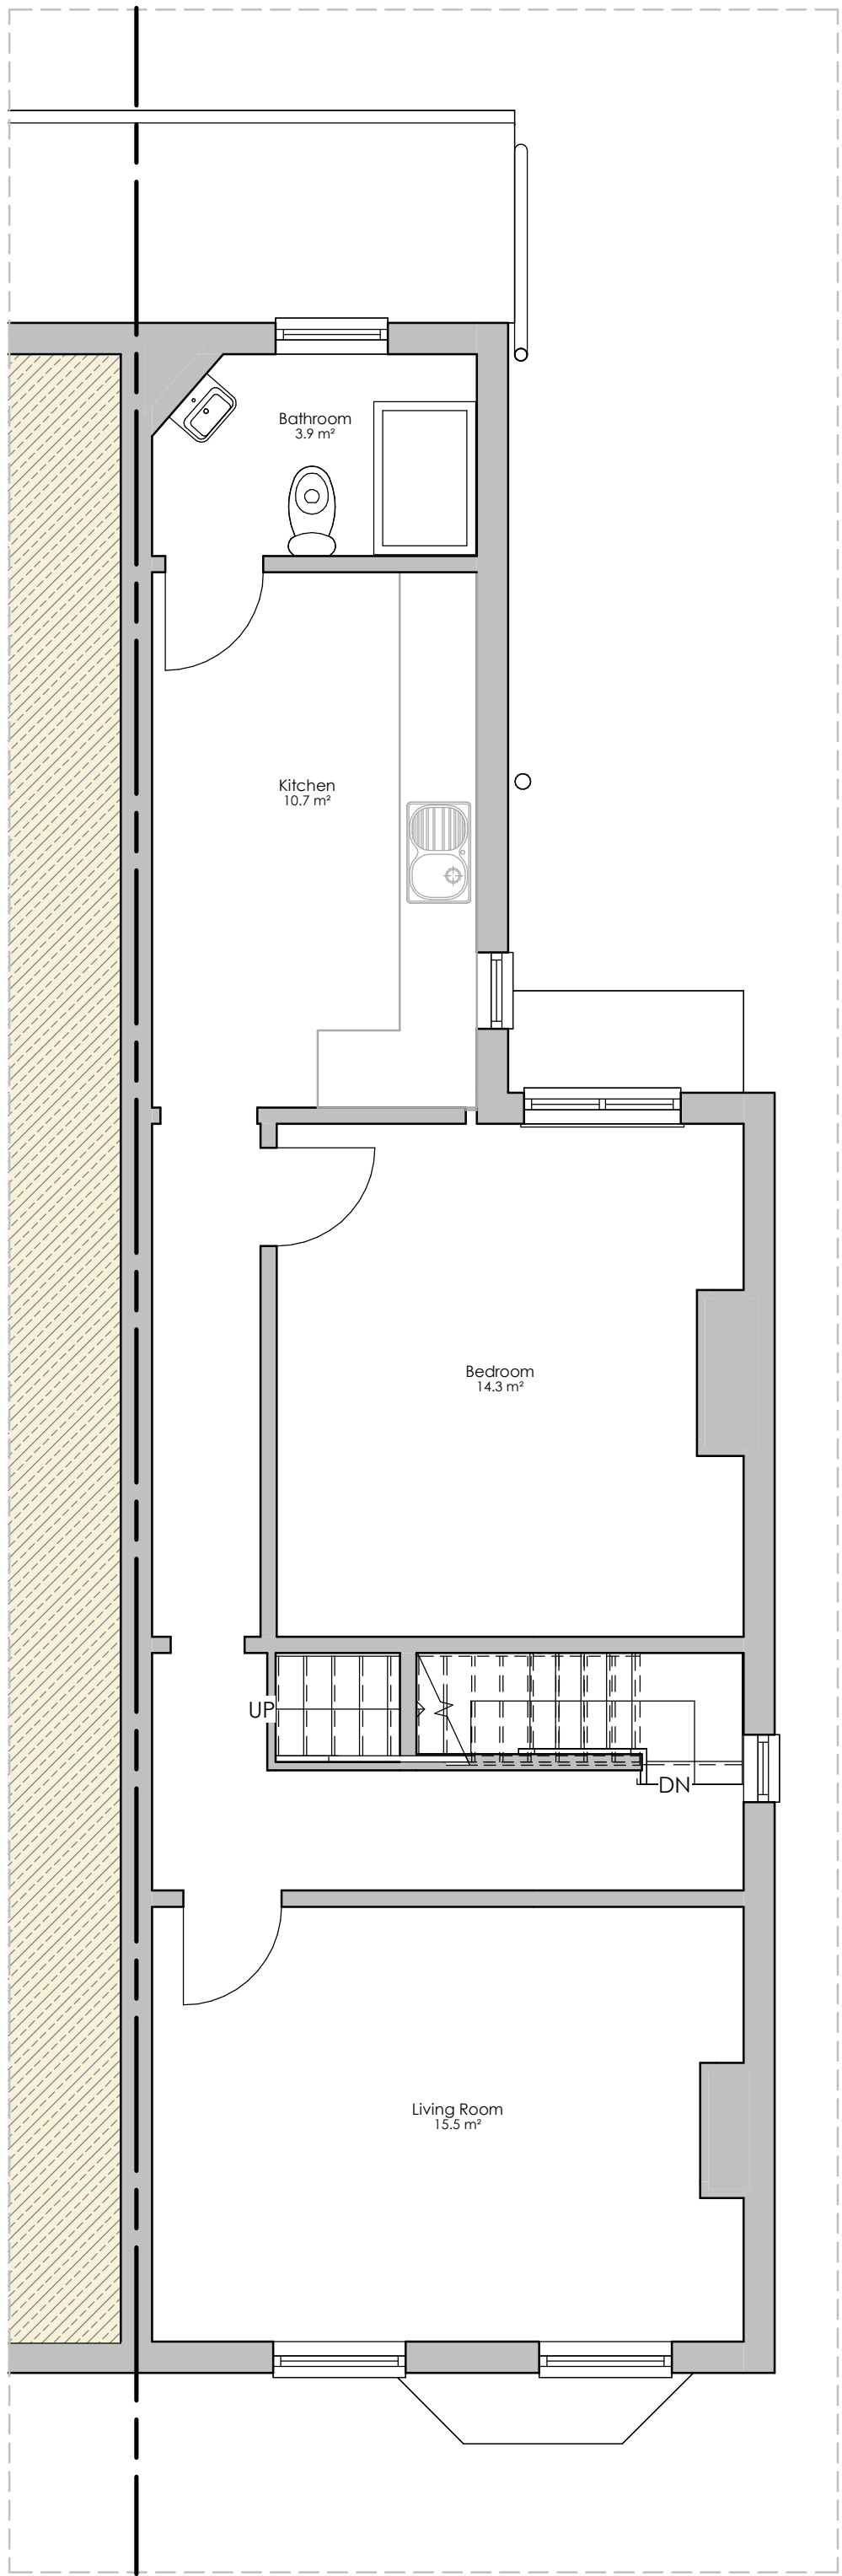 Bathroom
3.9 m²
Kitchen
10.7 m²
Bedroom
14.3 m²
UP
DN
Living Room
15.5 m²